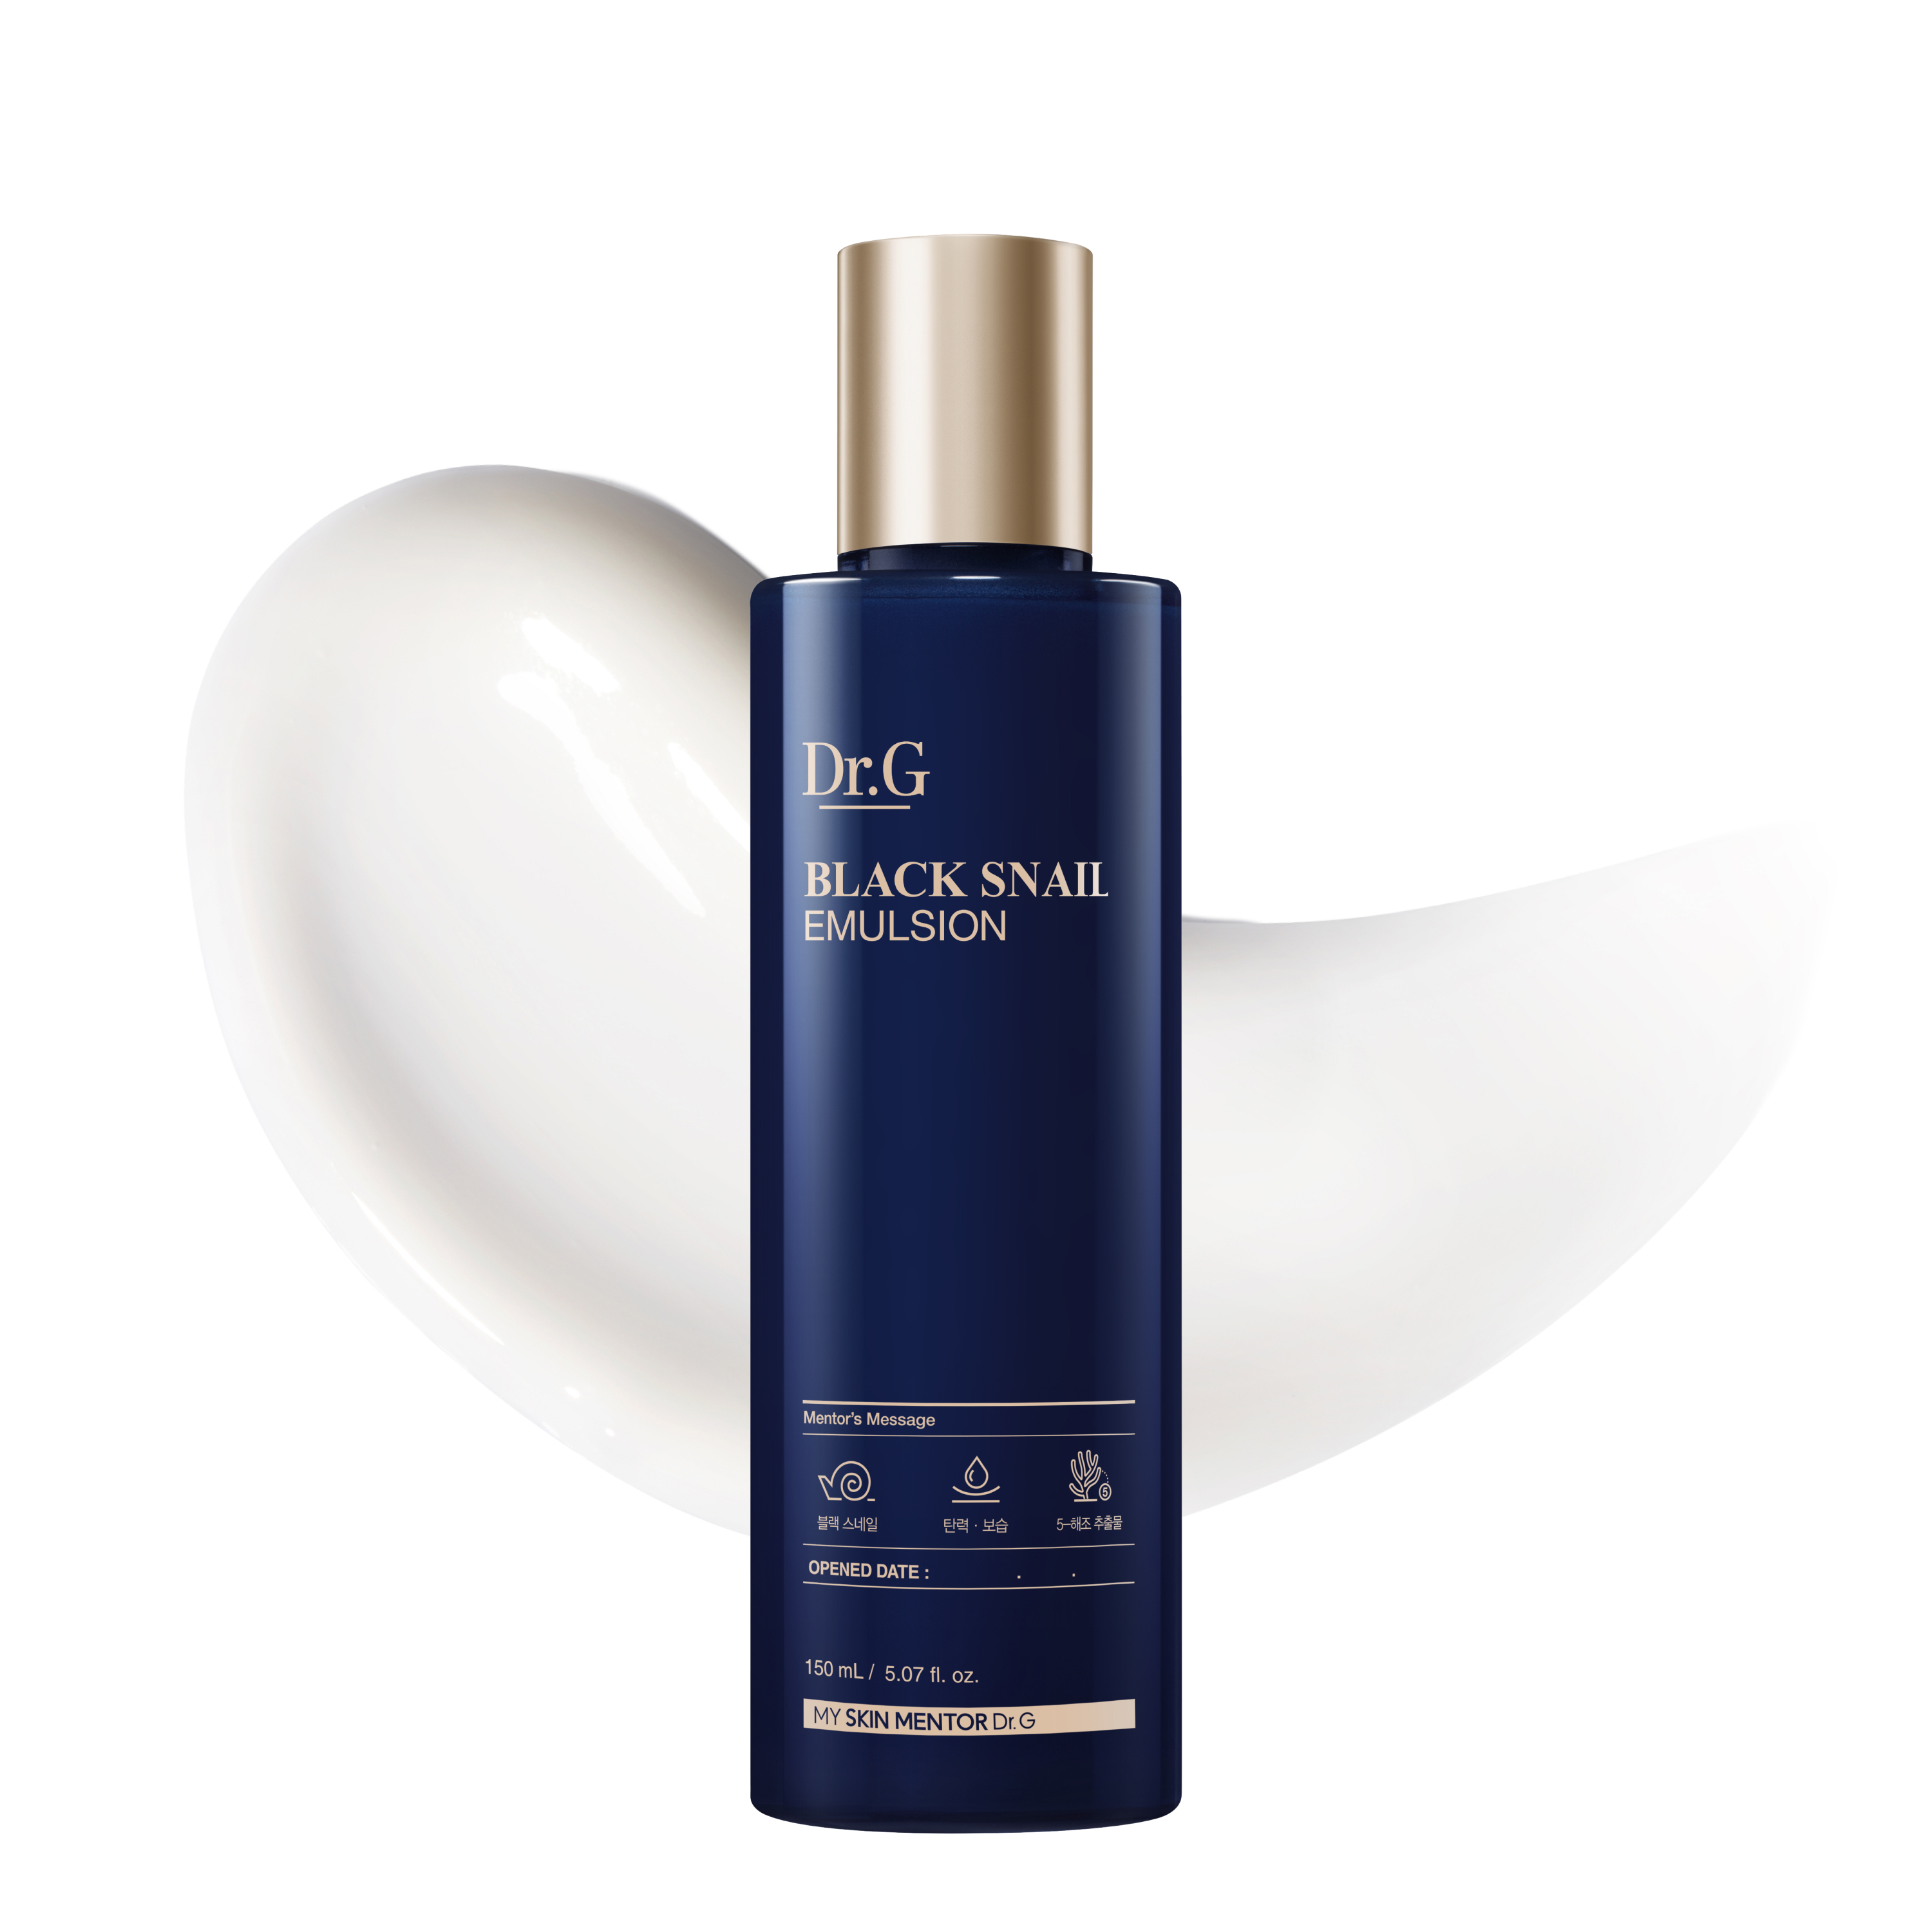 Dr.G
BLACK SNAIL
EMULSION
Mentor's Message
5
블랙 스네일
탄력 · 보습
5-해조 추출물
OPENED DATE : . .
150 mL / 5.07 fl. oz.
MY SKIN MENTOR Dr.G